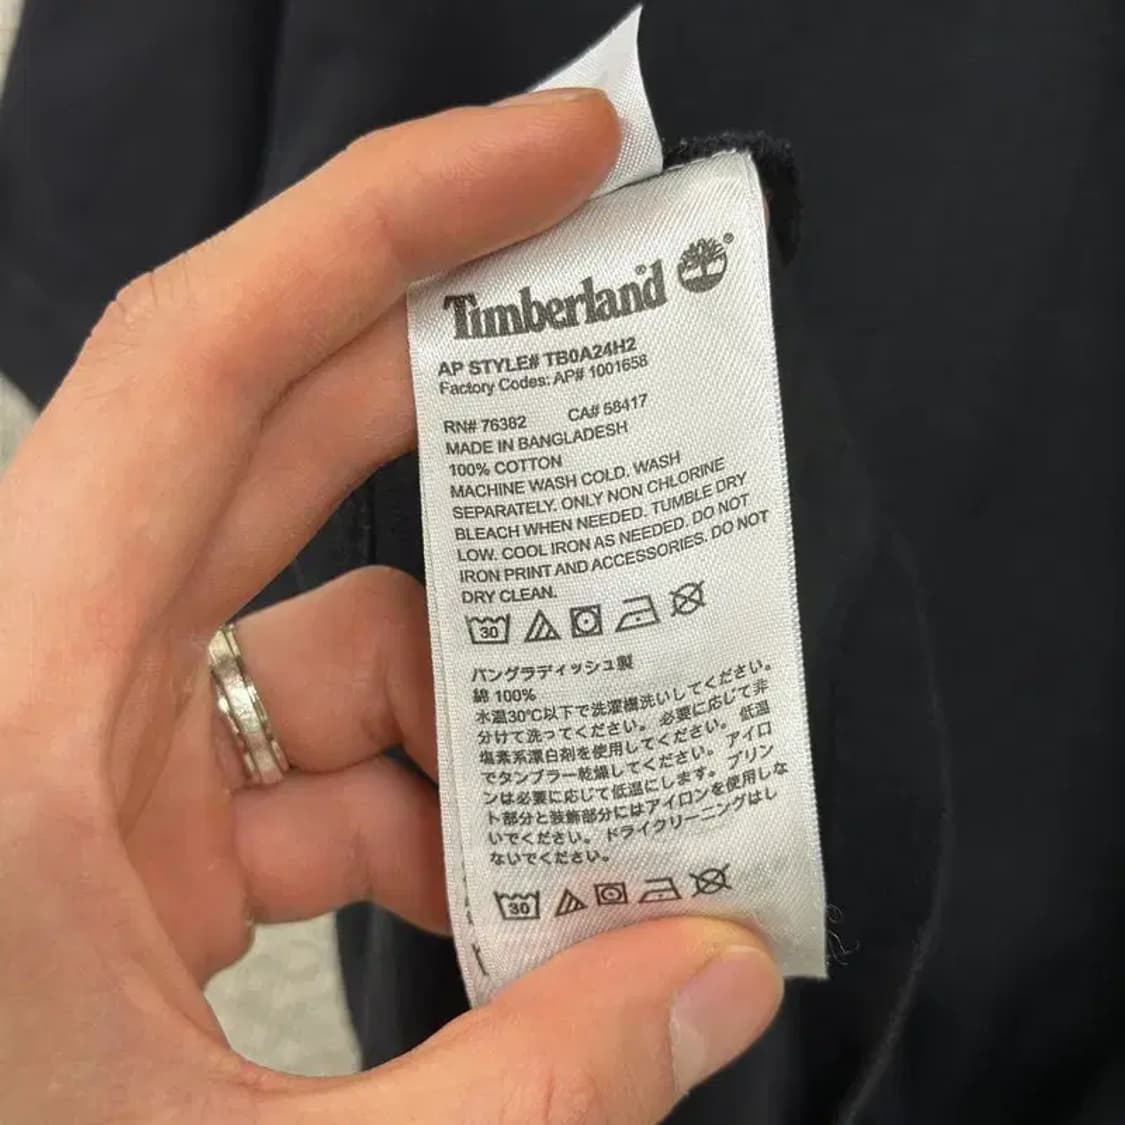 Timberland®
AP STYLE# TB0A24H2
Factory Codes: AP# 1001658
RN# 76382 CA# 58417
MADE IN BANGLADESH
100% COTTON
MACHINE WASH COLD. WASH
SEPARATELY. ONLY NON CHLORINE
BLEACH WHEN NEEDED. TUMBLE DRY
LOW. COOL IRON AS NEEDED. DO NOT
IRON PRINT AND ACCESSORIES. DO NOT
DRY CLEAN.
30
バングラディッシュ製
綿 100%
水温30℃以下で洗濯機洗いしてください。
分けて洗ってください。 必要に応じて非
塩素系漂白剤を使用してください。 低温
でタンブラー乾燥してください。 アイロ
ンは必要に応じて低温にします。 プリン
ト部分と装飾部分にはアイロンを使用しな
いでください。 ドライクリーニングはし
ないでください。
30